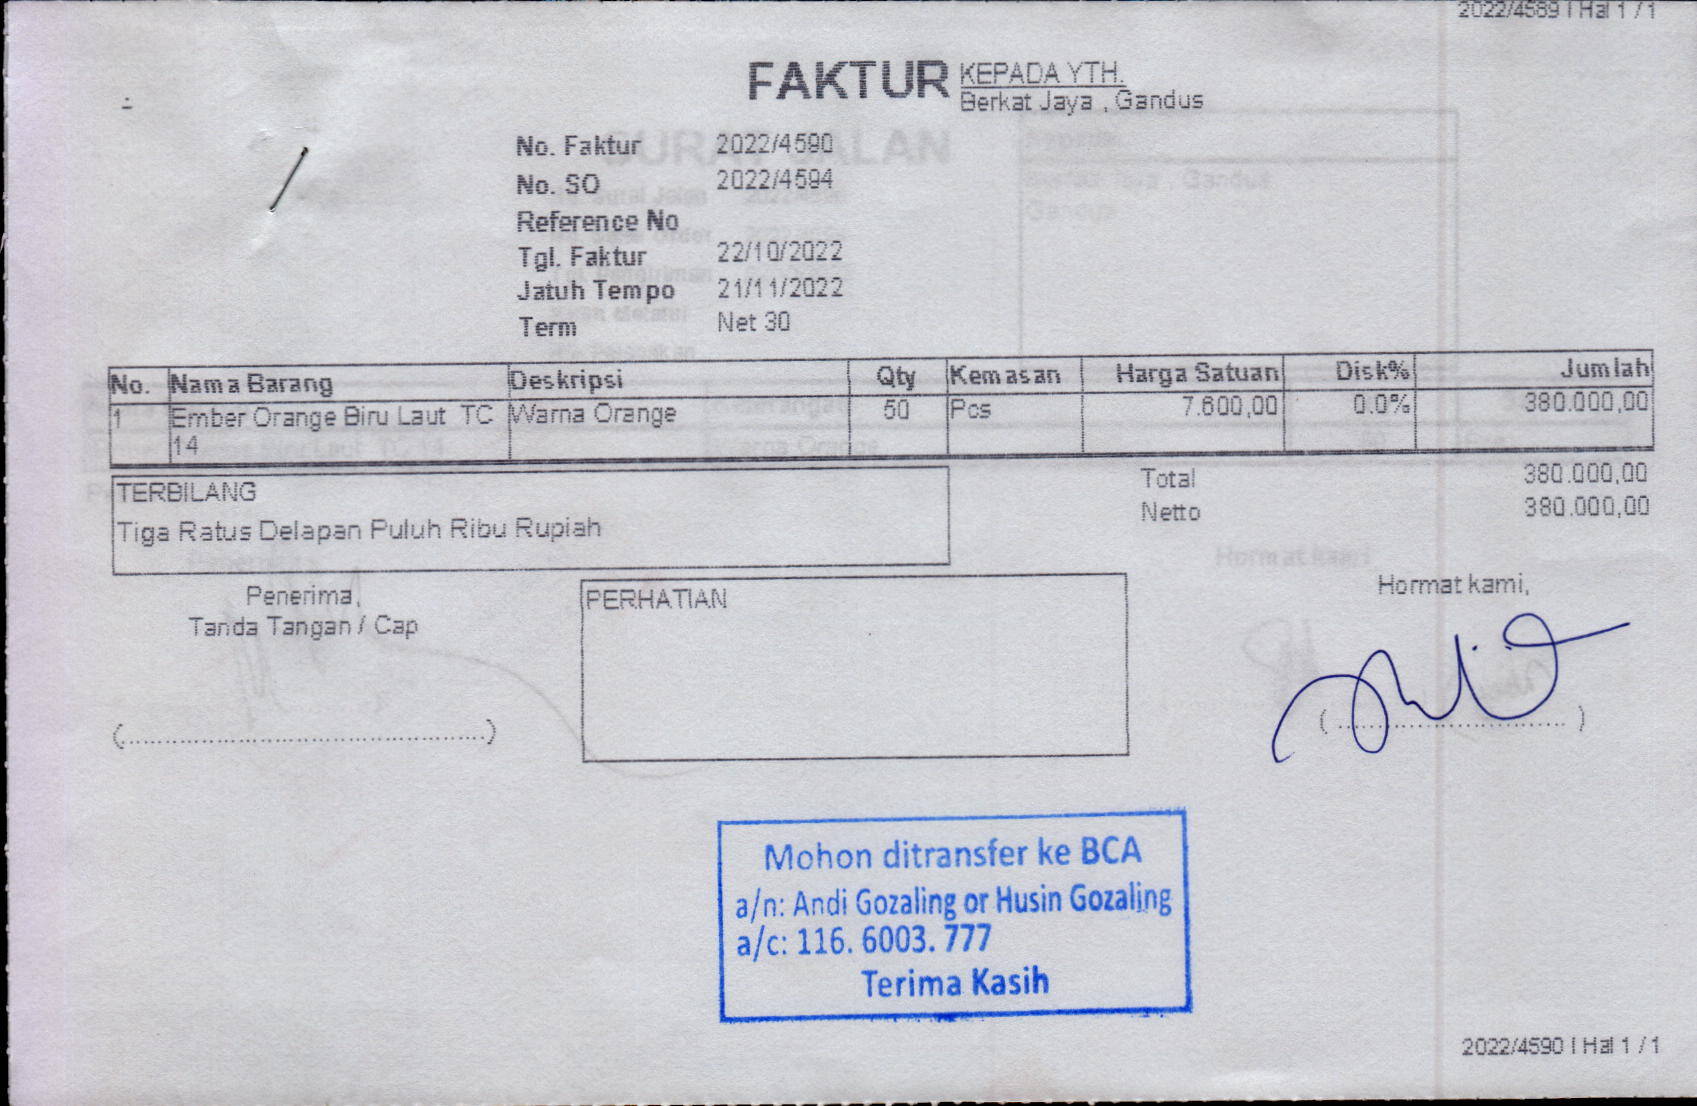 2022/4589 | Hal 1 / 1
FAKTUR
KEPADA YTH.
Berkat Jaya , Gandus
No. Faktur 2022/4590
No. SO 2022/4594
Reference No
Tgl. Faktur 22/10/2022
Jatuh Tempo 21/11/2022
Term Net 30
No. Nama Barang Deskripsi Qty Kemasan Harga Satuan Disk% Jumlah
1 Ember Orange Biru Laut TC 14 Warna Orange 50 Pcs 7.600,00 0.0% 380.000,00
Total 380.000,00
Netto 380.000,00
TERBILANG
Tiga Ratus Delapan Puluh Ribu Rupiah
Penerima,
Tanda Tangan / Cap
(....................................................)
PERHATIAN
Hormat kami,
(.................................)
Mohon ditransfer ke BCA
a/n: Andi Gozaling or Husin Gozaling
a/c: 116. 6003. 777
Terima Kasih
2022/4590 | Hal 1 / 1